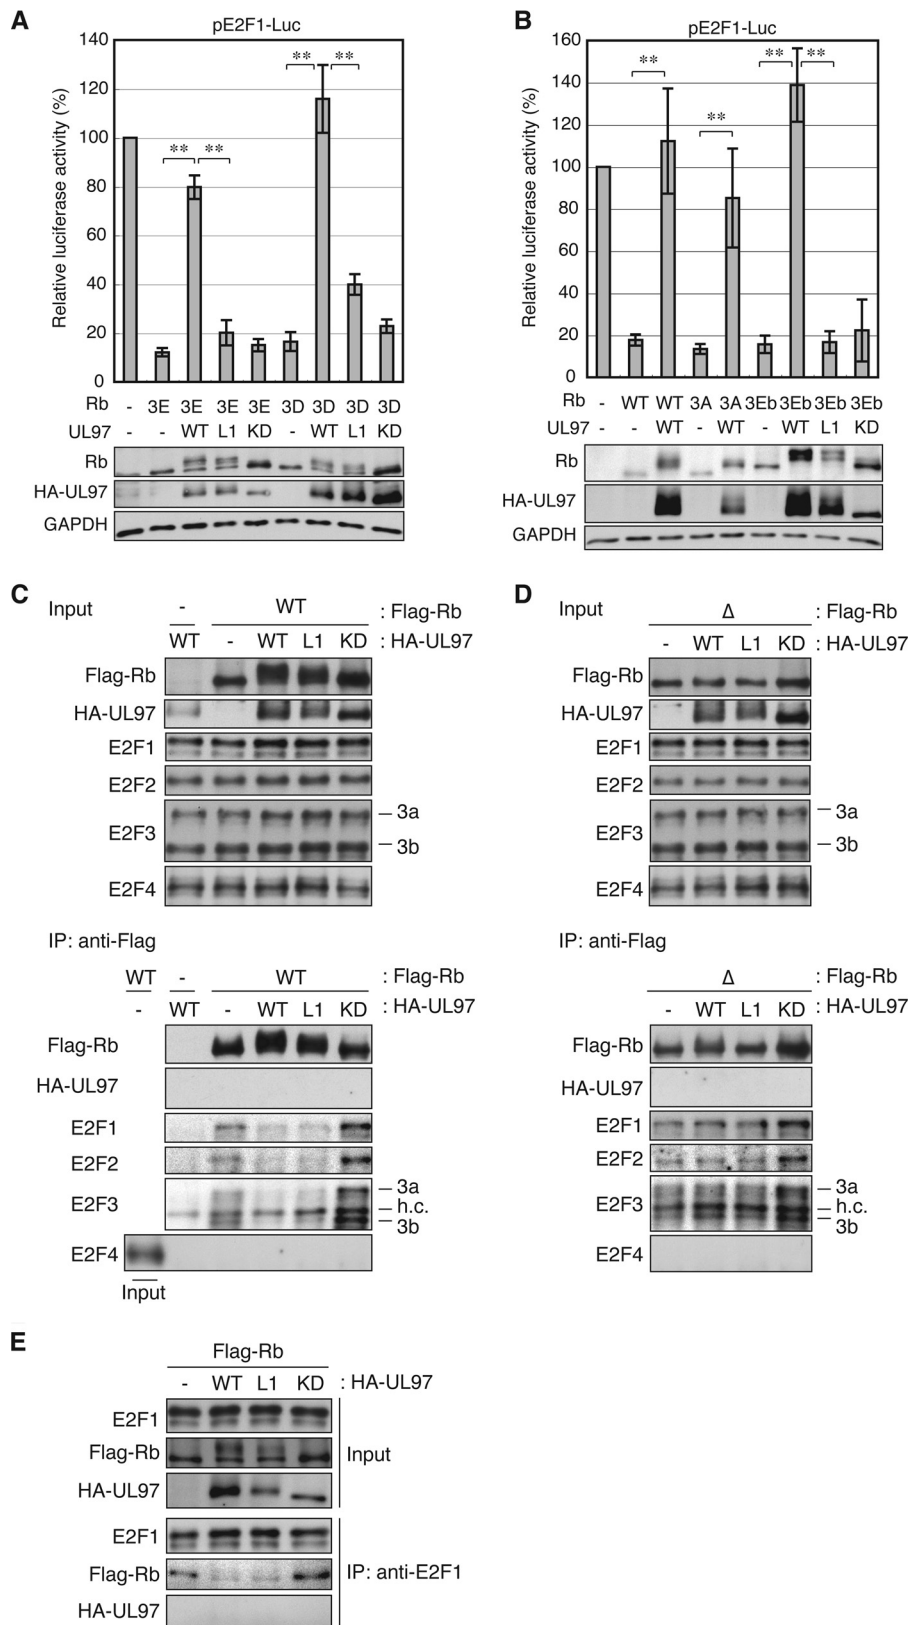 A
pE2F1-Luc
Relative luciferase activity (%)
140
120
100
80
60
40
20
0
** ** ** **
Rb - 3E 3E 3E 3E 3D 3D 3D 3D
UL97 - - WT L1 KD - WT L1 KD
Rb
HA-UL97
GAPDH
B
pE2F1-Luc
Relative luciferase activity (%)
160
140
120
100
80
60
40
20
0
** ** ** **
Rb - WT WT 3A 3A 3Eb 3Eb 3Eb 3Eb
UL97 - - WT - WT - WT L1 KD
Rb
HA-UL97
GAPDH
C
Input - WT : Flag-Rb
WT - WT L1 KD : HA-UL97
Flag-Rb
HA-UL97
E2F1
E2F2
E2F3
3a
3b
E2F4
IP: anti-Flag
WT - WT : Flag-Rb
- WT - WT L1 KD : HA-UL97
Flag-Rb
HA-UL97
E2F1
E2F2
E2F3
3a
h.c.
3b
E2F4
Input
D
Input Δ : Flag-Rb
- WT L1 KD : HA-UL97
Flag-Rb
HA-UL97
E2F1
E2F2
E2F3
3a
3b
E2F4
IP: anti-Flag
Δ : Flag-Rb
- WT L1 KD : HA-UL97
Flag-Rb
HA-UL97
E2F1
E2F2
E2F3
3a
h.c.
3b
E2F4
E
Flag-Rb
- WT L1 KD : HA-UL97
E2F1
Flag-Rb
HA-UL97
Input
E2F1
Flag-Rb
HA-UL97
IP: anti-E2F1